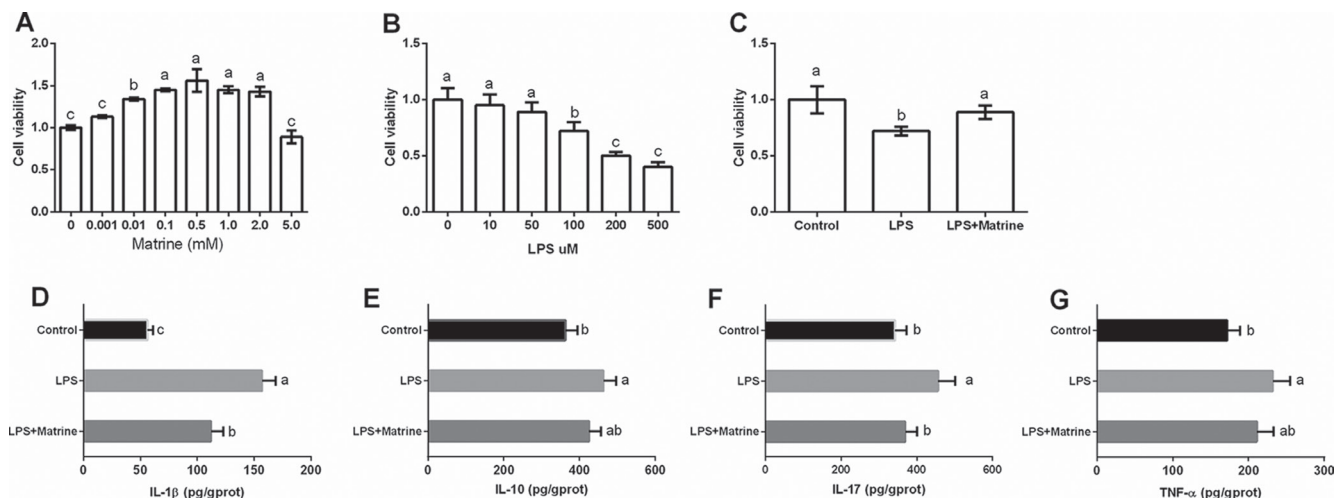 A
B
C
Cell viability
2.0
1.5
1.0
0.5
0.0
c
c
b
a
a
a
a
c
0
0.001
0.01
0.1
0.5
1.0
2.0
5.0
Matrine (mM)
Cell viability
1.5
1.0
0.5
0.0
a
a
a
b
c
c
0
10
50
100
200
500
LPS uM
Cell viability
1.5
1.0
0.5
0.0
a
b
a
Control
LPS
LPS+Matrine
D
Control
c
LPS
a
LPS+Matrine
b
0
50
100
150
200
IL-1β (pg/gprot)
E
Control
b
LPS
a
LPS+Matrine
ab
0
200
400
600
IL-10 (pg/gprot)
F
Control
b
LPS
a
LPS+Matrine
b
0
200
400
600
IL-17 (pg/gprot)
G
Control
b
LPS
a
LPS+Matrine
ab
0
100
200
300
TNF-α (pg/gprot)